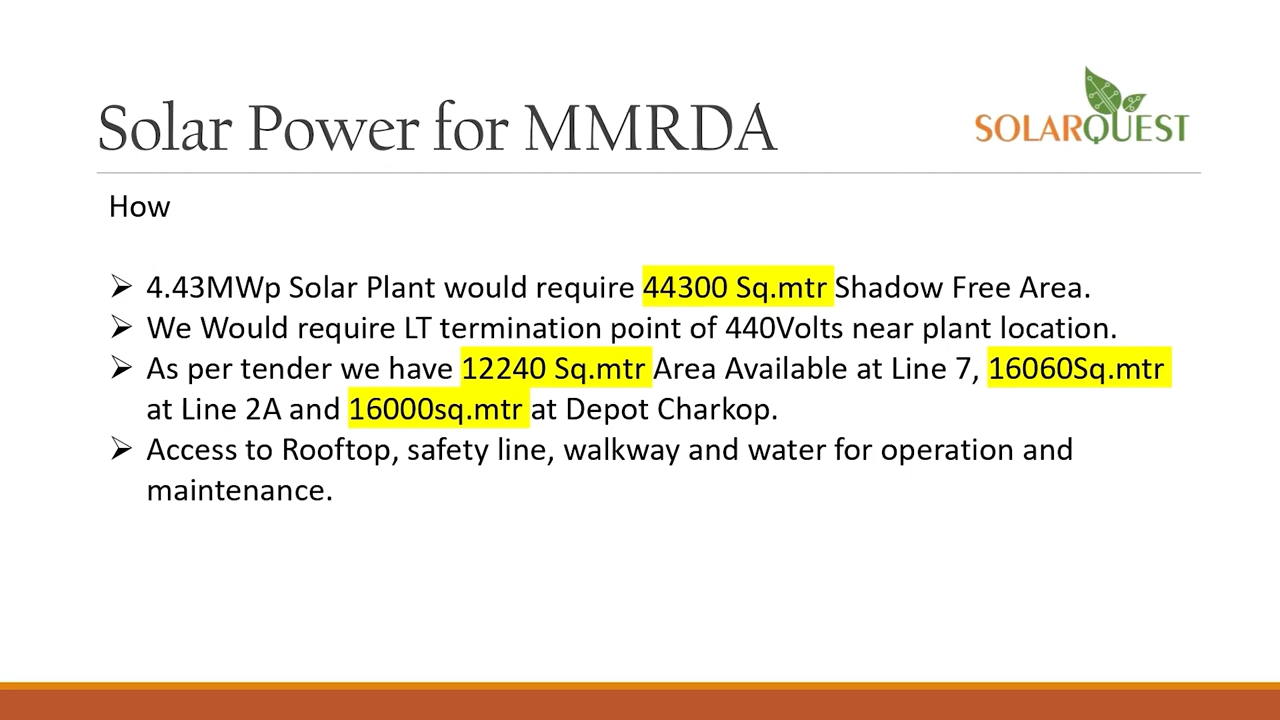 Solar Power for MMRDA
SOLARQUEST
How
➢ 4.43MWp Solar Plant would require 44300 Sq.mtr Shadow Free Area.
➢ We Would require LT termination point of 440Volts near plant location.
➢ As per tender we have 12240 Sq.mtr Area Available at Line 7, 16060Sq.mtr
at Line 2A and 16000sq.mtr at Depot Charkop.
➢ Access to Rooftop, safety line, walkway and water for operation and
maintenance.